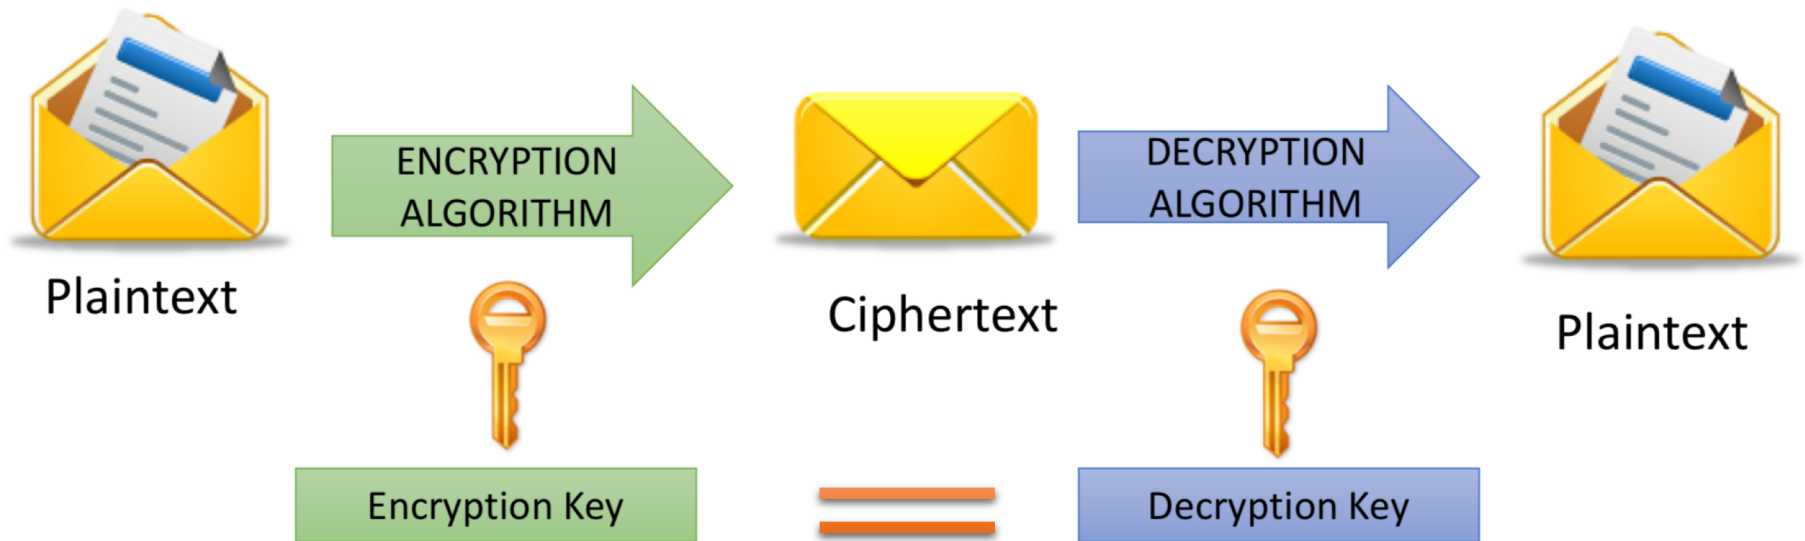 ENCRYPTION
ALGORITHM
DECRYPTION
ALGORITHM
Plaintext
Ciphertext
Plaintext
Encryption Key
Decryption Key